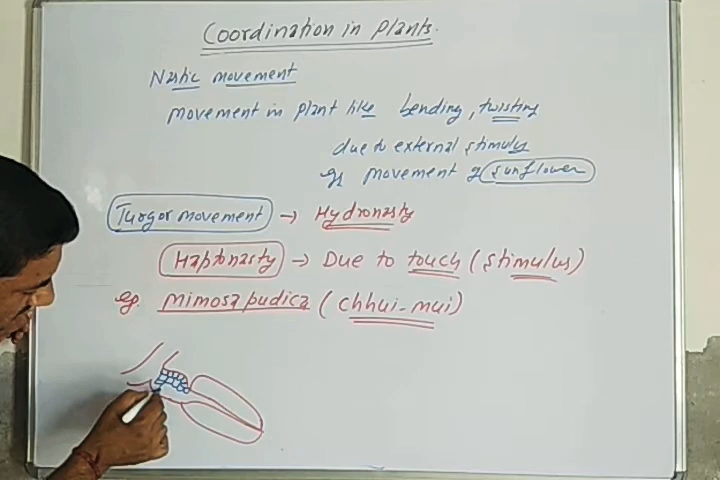 Coordination in plants.
Nastic movement
movement in plant like bending, twisting
due to external stimuly
eg movement of sunflower
Turgor movement → Hydronasty
Haptonasty → Due to touch (stimulus)
eg. Mimosa pudica (chhui-mui)